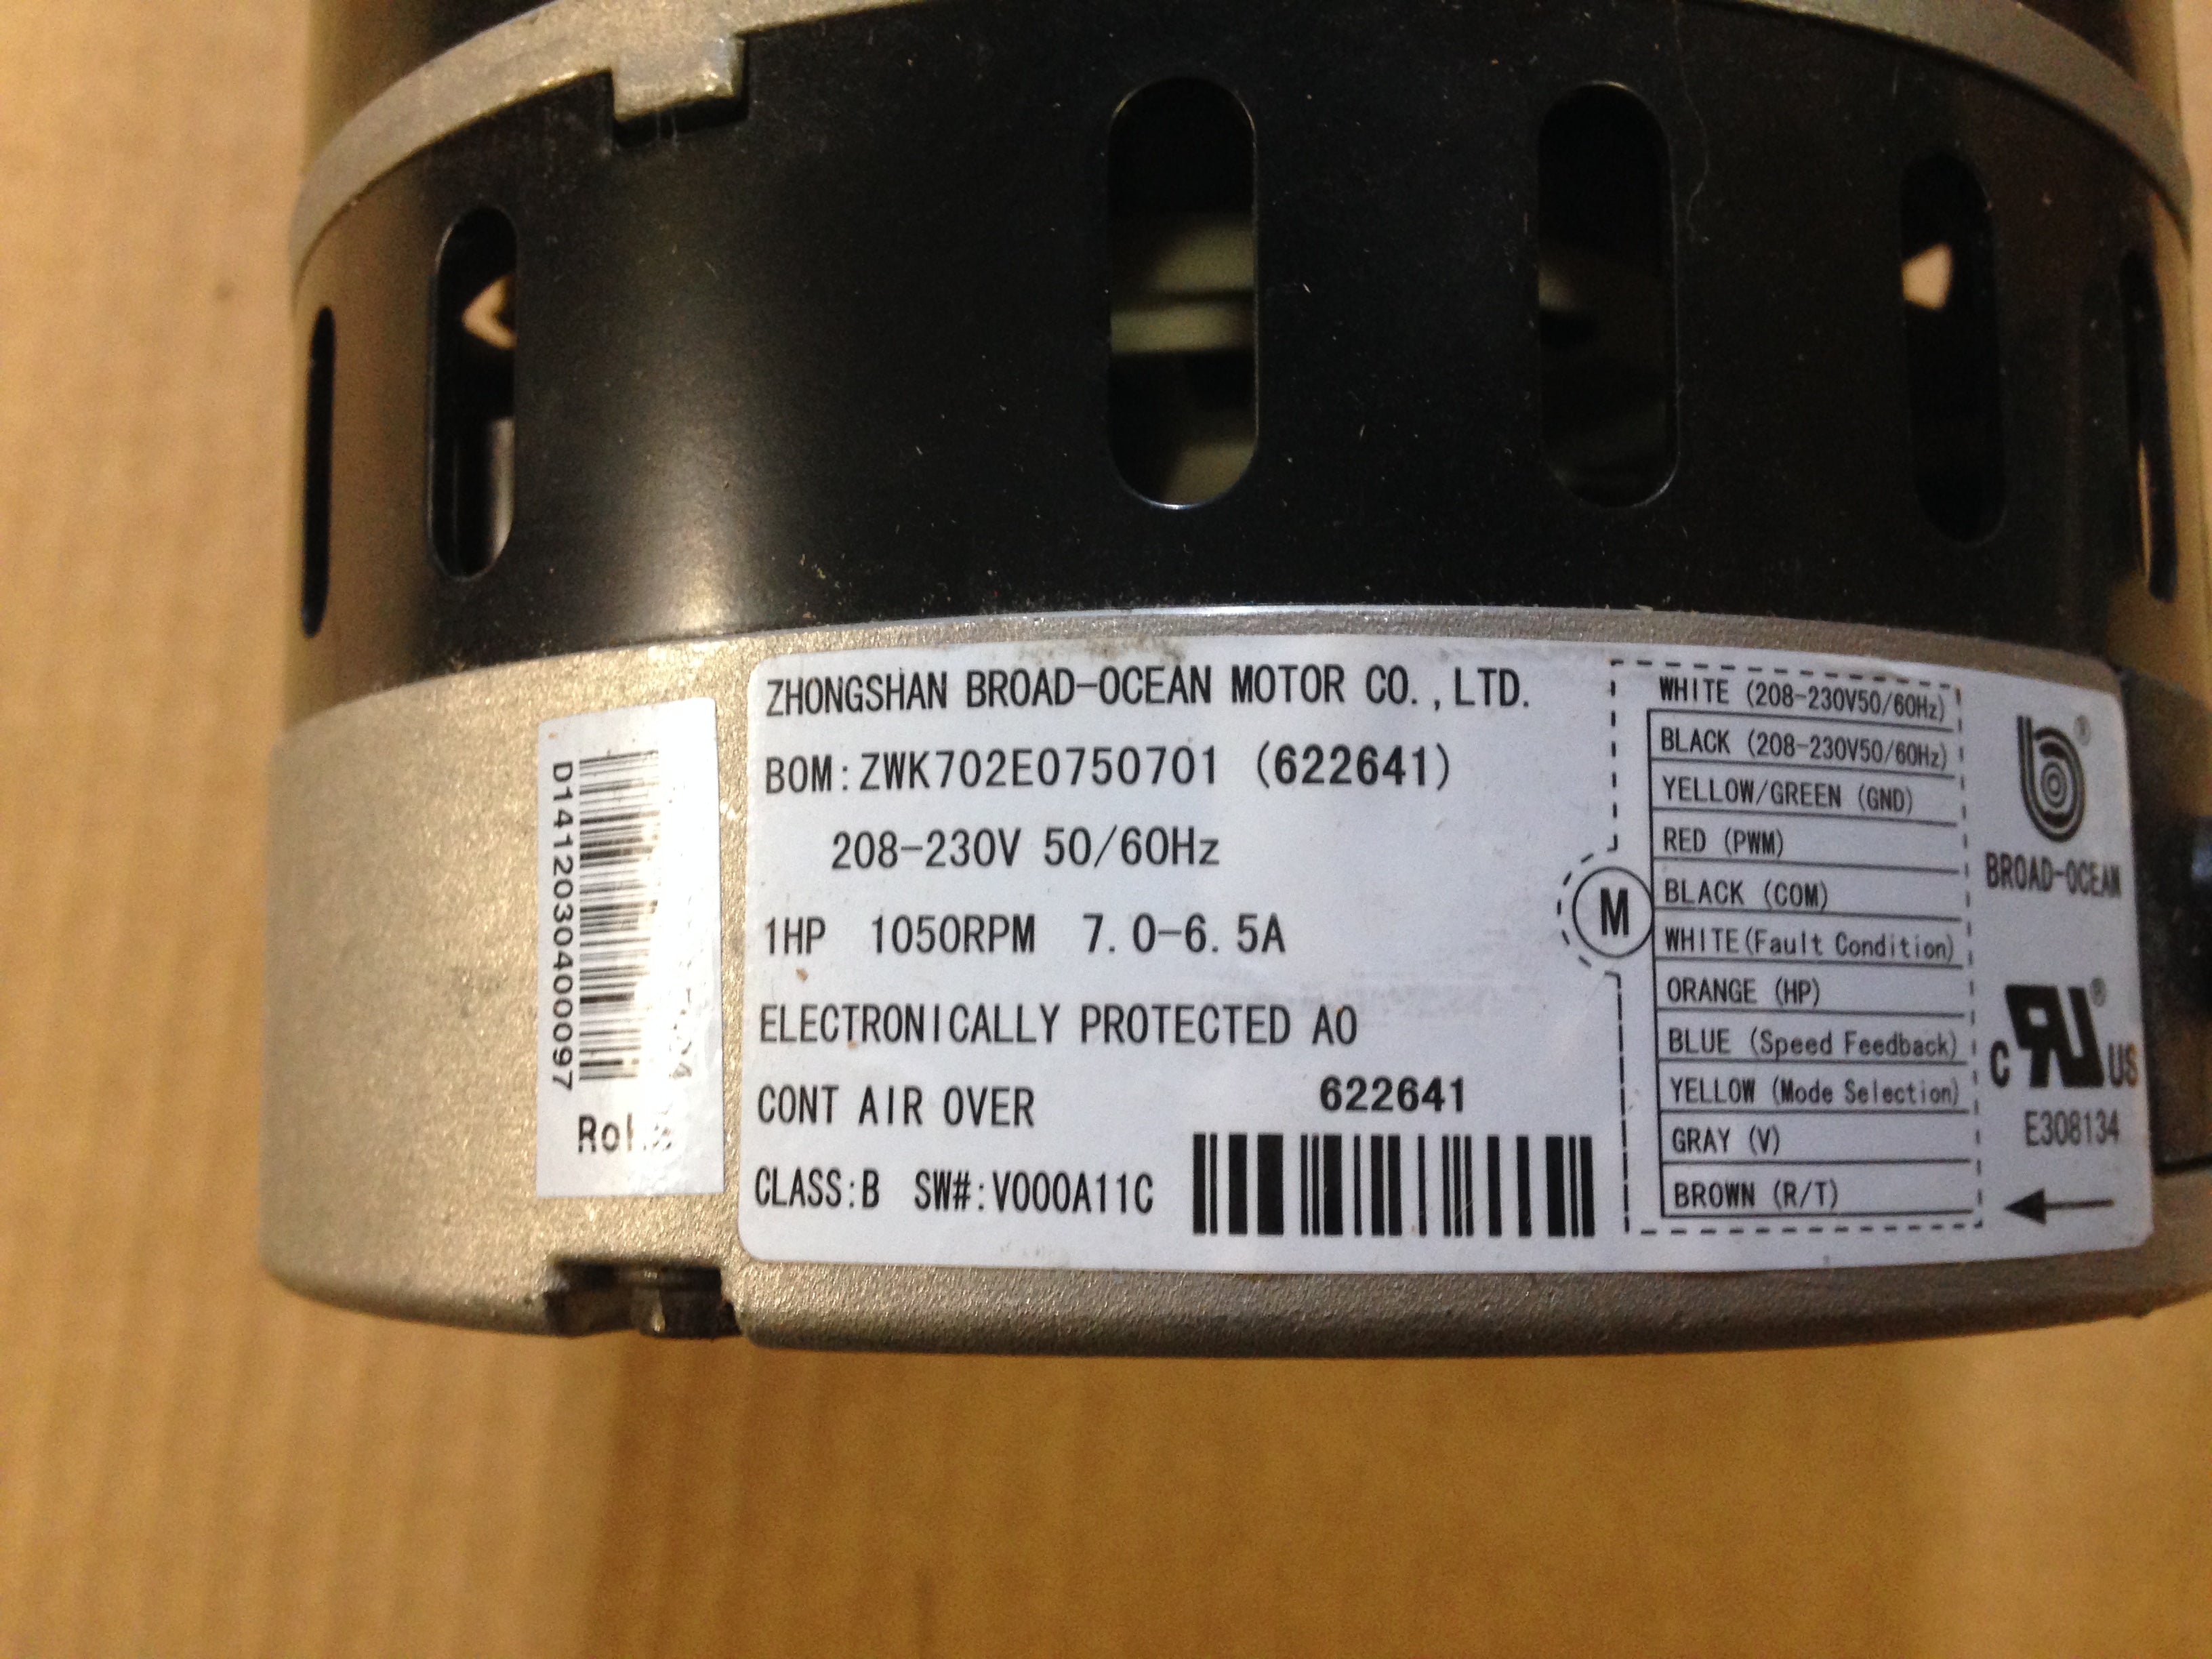 D14120304000097
ZHONGSHAN BROAD-OCEAN MOTOR CO.,LTD.
BOM:ZWK702E0750701 (622641)
208-230V 50/60Hz
1HP 1050RPM 7.0-6.5A
ELECTRONICALLY PROTECTED AO
CONT AIR OVER
622641
CLASS:B SW#:V000A11C
M
WHITE (208-230V50/60Hz)
BLACK (208-230V50/60Hz)
YELLOW/GREEN (GND)
RED (PWM)
BLACK (COM)
WHITE(Fault Condition)
ORANGE (HP)
BLUE (Speed Feedback)
YELLOW (Mode Selection)
GRAY (V)
BROWN (R/T)
®
BROAD-OCEAN
c RU ® US
E308134